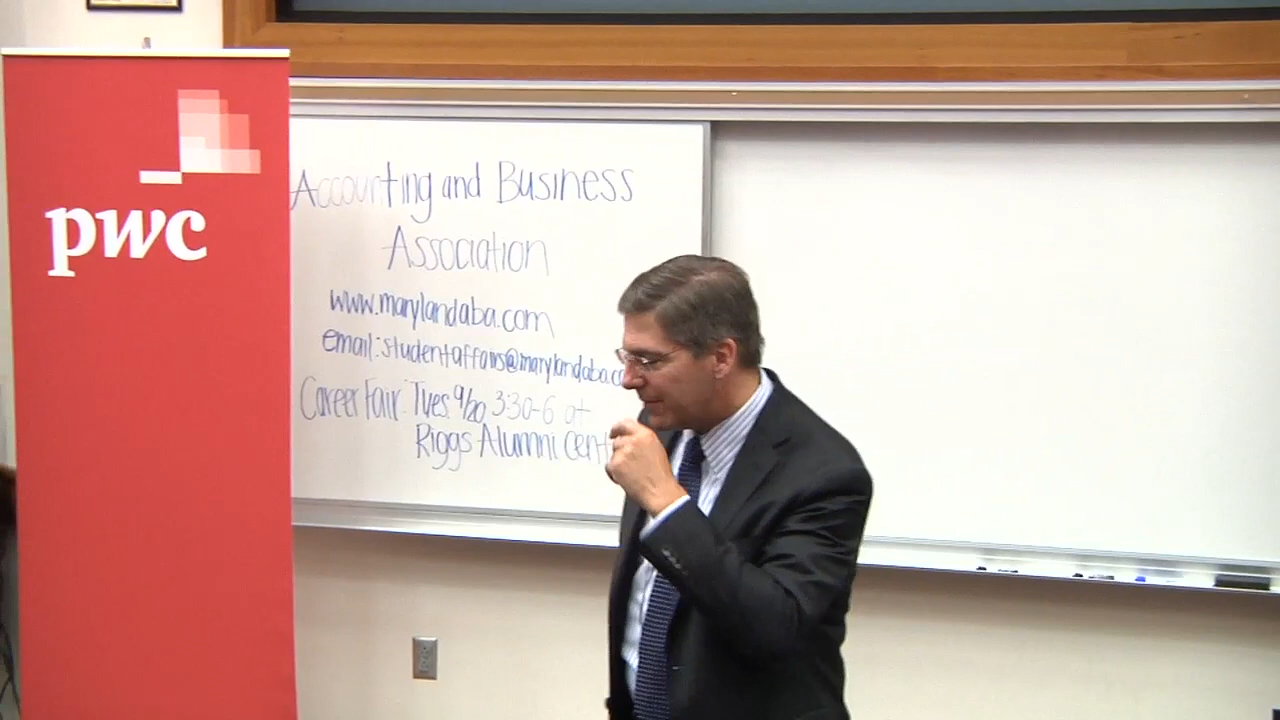 pwc
Accounting and Business
Association
www.marylandaba.com
email:studentaffairs@marylandaba.co
Career Fair: Tues. 9/20 3:30-6 at
Riggs Alumni Cent